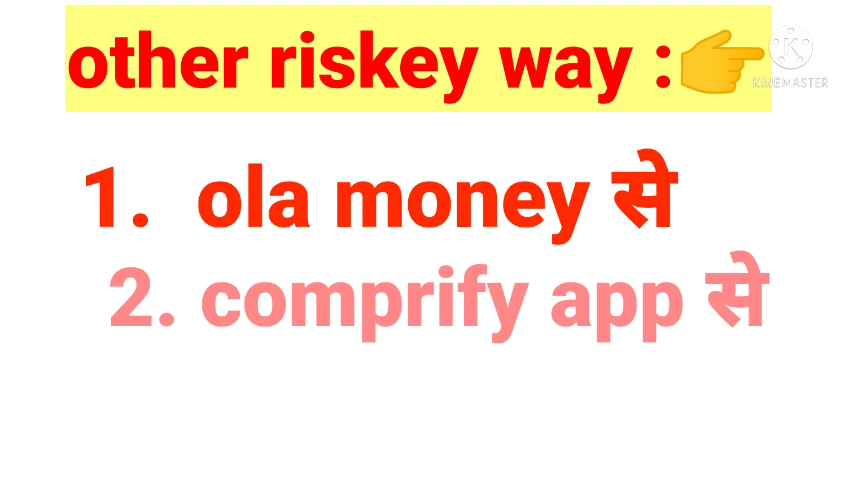 other riskey way :👉
KINEMASTER
1. ola money से
2. comprify app से